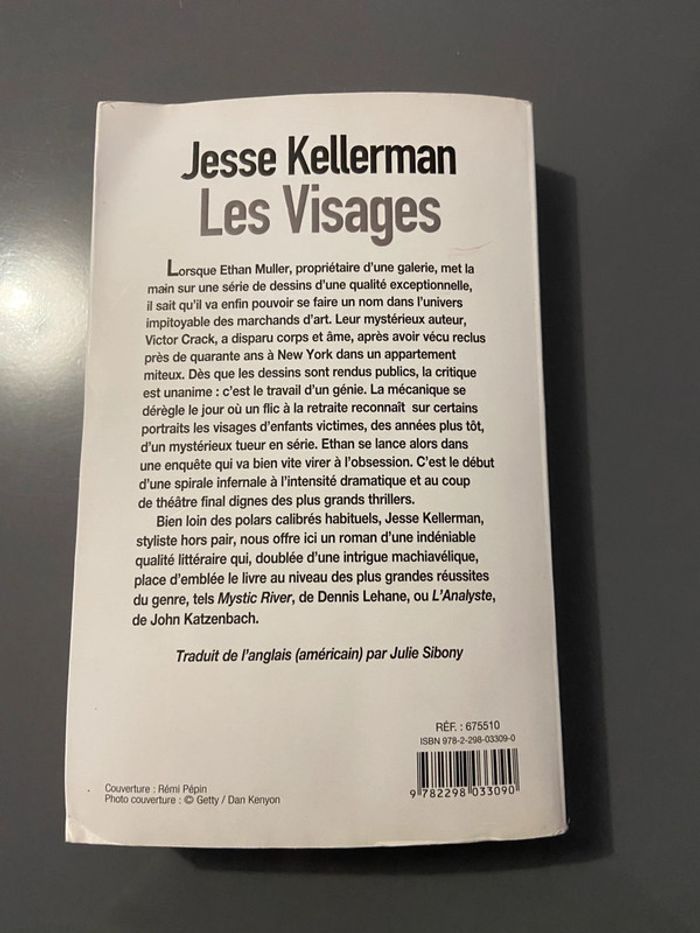 Jesse Kellerman
Les Visages
Lorsque Ethan Muller, propriétaire d'une galerie, met la
main sur une série de dessins d'une qualité exceptionnelle,
il sait qu'il va enfin pouvoir se faire un nom dans l'univers
impitoyable des marchands d'art. Leur mystérieux auteur,
Victor Crack, a disparu corps et âme, après avoir vécu reclus
près de quarante ans à New York dans un appartement
miteux. Dès que les dessins sont rendus publics, la critique
est unanime : c'est le travail d'un génie. La mécanique se
dérègle le jour où un flic à la retraite reconnaît sur certains
portraits les visages d'enfants victimes, des années plus tôt,
d'un mystérieux tueur en série. Ethan se lance alors dans
une enquête qui va bien vite virer à l'obsession. C'est le début
d'une spirale infernale à l'intensité dramatique et au coup
de théâtre final dignes des plus grands thrillers.
Bien loin des polars calibrés habituels, Jesse Kellerman,
styliste hors pair, nous offre ici un roman d'une indéniable
qualité littéraire qui, doublée d'une intrigue machiavélique,
place d'emblée le livre au niveau des plus grandes réussites
du genre, tels Mystic River, de Dennis Lehane, ou L'Analyste,
de John Katzenbach.
Traduit de l'anglais (américain) par Julie Sibony
RÉF. : 675510
ISBN 978-2-298-03309-0
9 782298 033090
Couverture : Rémi Pépin
Photo couverture : © Getty / Dan Kenyon